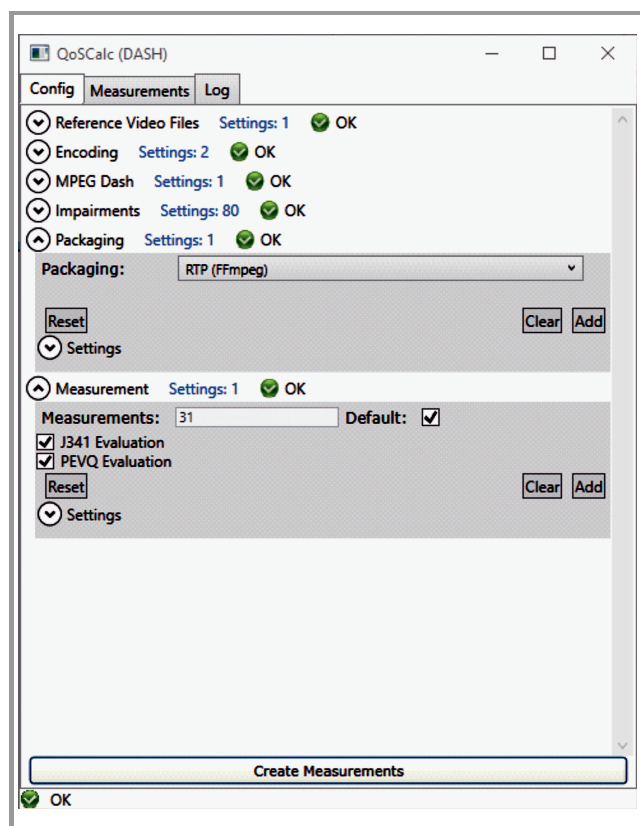 QoSCalc (DASH)
Config Measurements Log
Reference Video Files Settings: 1 OK
Encoding Settings: 2 OK
MPEG Dash Settings: 1 OK
Impairments Settings: 80 OK
Packaging Settings: 1 OK
Packaging: RTP (FFmpeg)
Reset Clear Add
Settings
Measurement Settings: 1 OK
Measurements: 31 Default:
J341 Evaluation
PEVQ Evaluation
Reset Clear Add
Settings
Create Measurements
OK